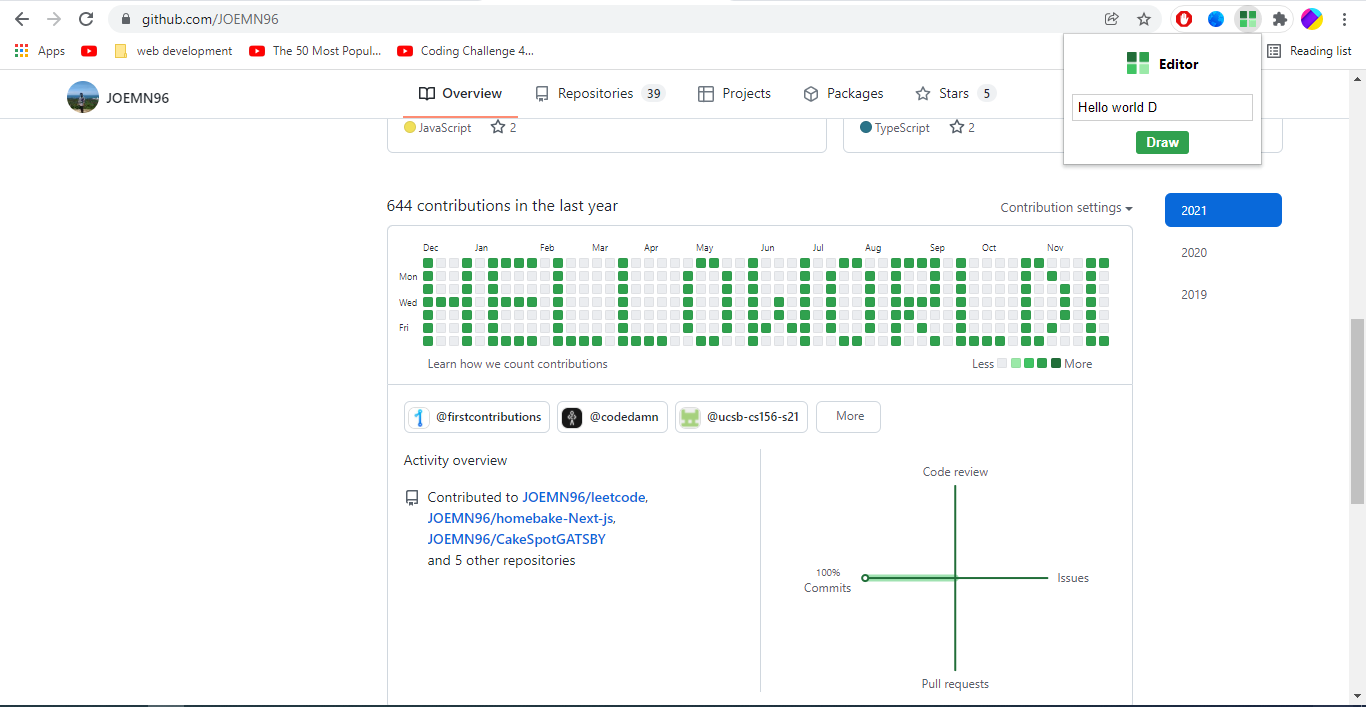 github.com/JOEMN96
Apps web development The 50 Most Popul... Coding Challenge 4... Reading list
Editor
Hello world D
Draw
JOEMN96 Overview Repositories 39 Projects Packages Stars 5
JavaScript 2 TypeScript 2
644 contributions in the last year Contribution settings
2021
2020
2019
Dec Jan Feb Mar Apr May Jun Jul Aug Sep Oct Nov
Mon
Wed
Fri
HELLO WORLD
Learn how we count contributions Less More
@firstcontributions @codedamn @ucsb-cs156-s21 More
Activity overview
Contributed to JOEMN96/leetcode,
JOEMN96/homebake-Next-js,
JOEMN96/CakeSpotGATSBY
and 5 other repositories
Code review
100%
Commits
Issues
Pull requests